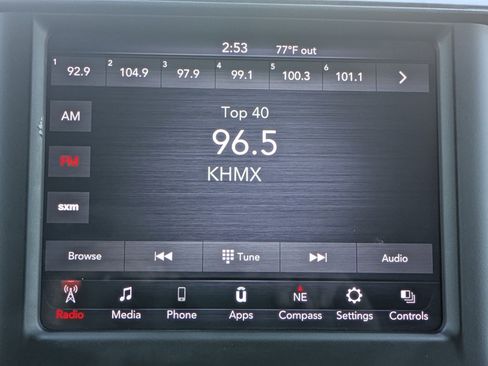 2:53 77°F out
1 92.9 2 104.9 3 97.9 4 99.1 5 100.3 6 101.1
AM
Top 40
96.5
FM
KHMX
sxm
Browse Tune Audio
NE
Radio Media Phone Apps Compass Settings Controls